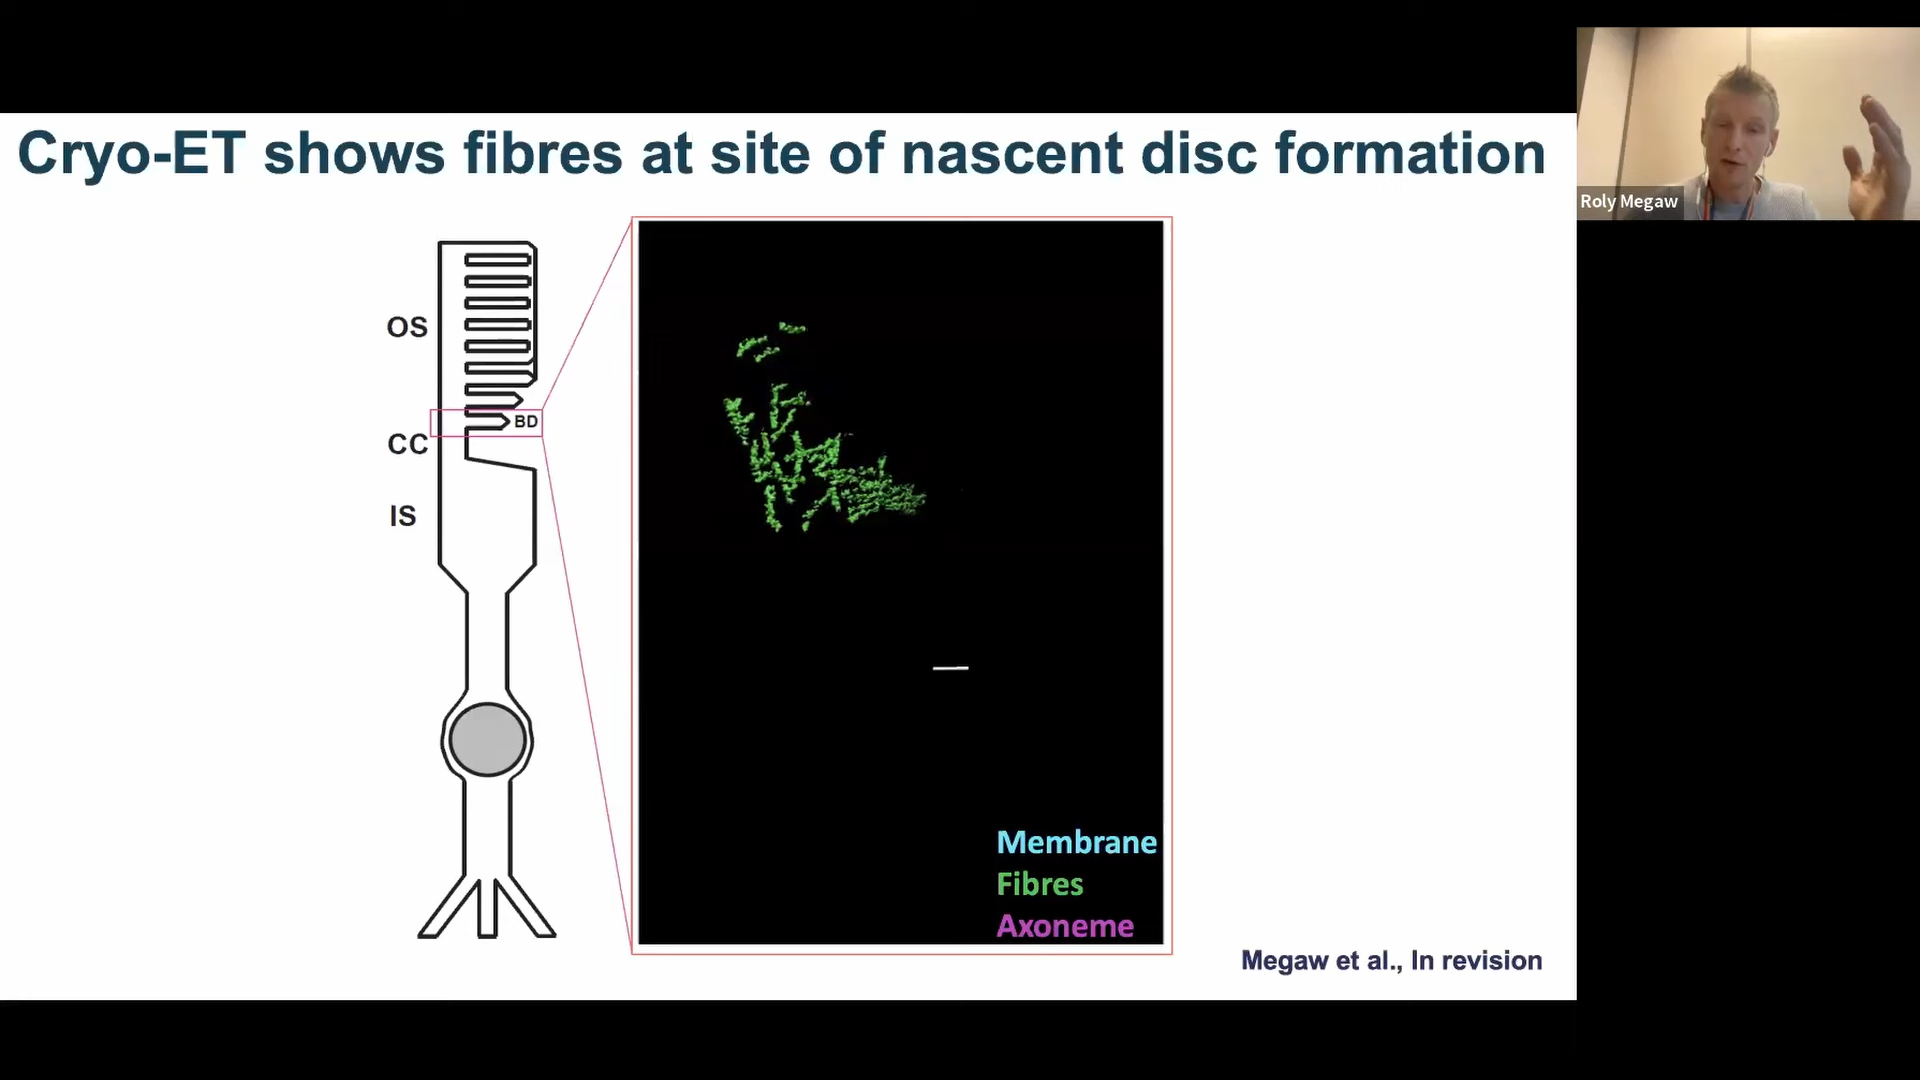 Cryo-ET shows fibres at site of nascent disc formation
Roly Megaw
OS
BD
CC
IS
Membrane
Fibres
Axoneme
Megaw et al., In revision